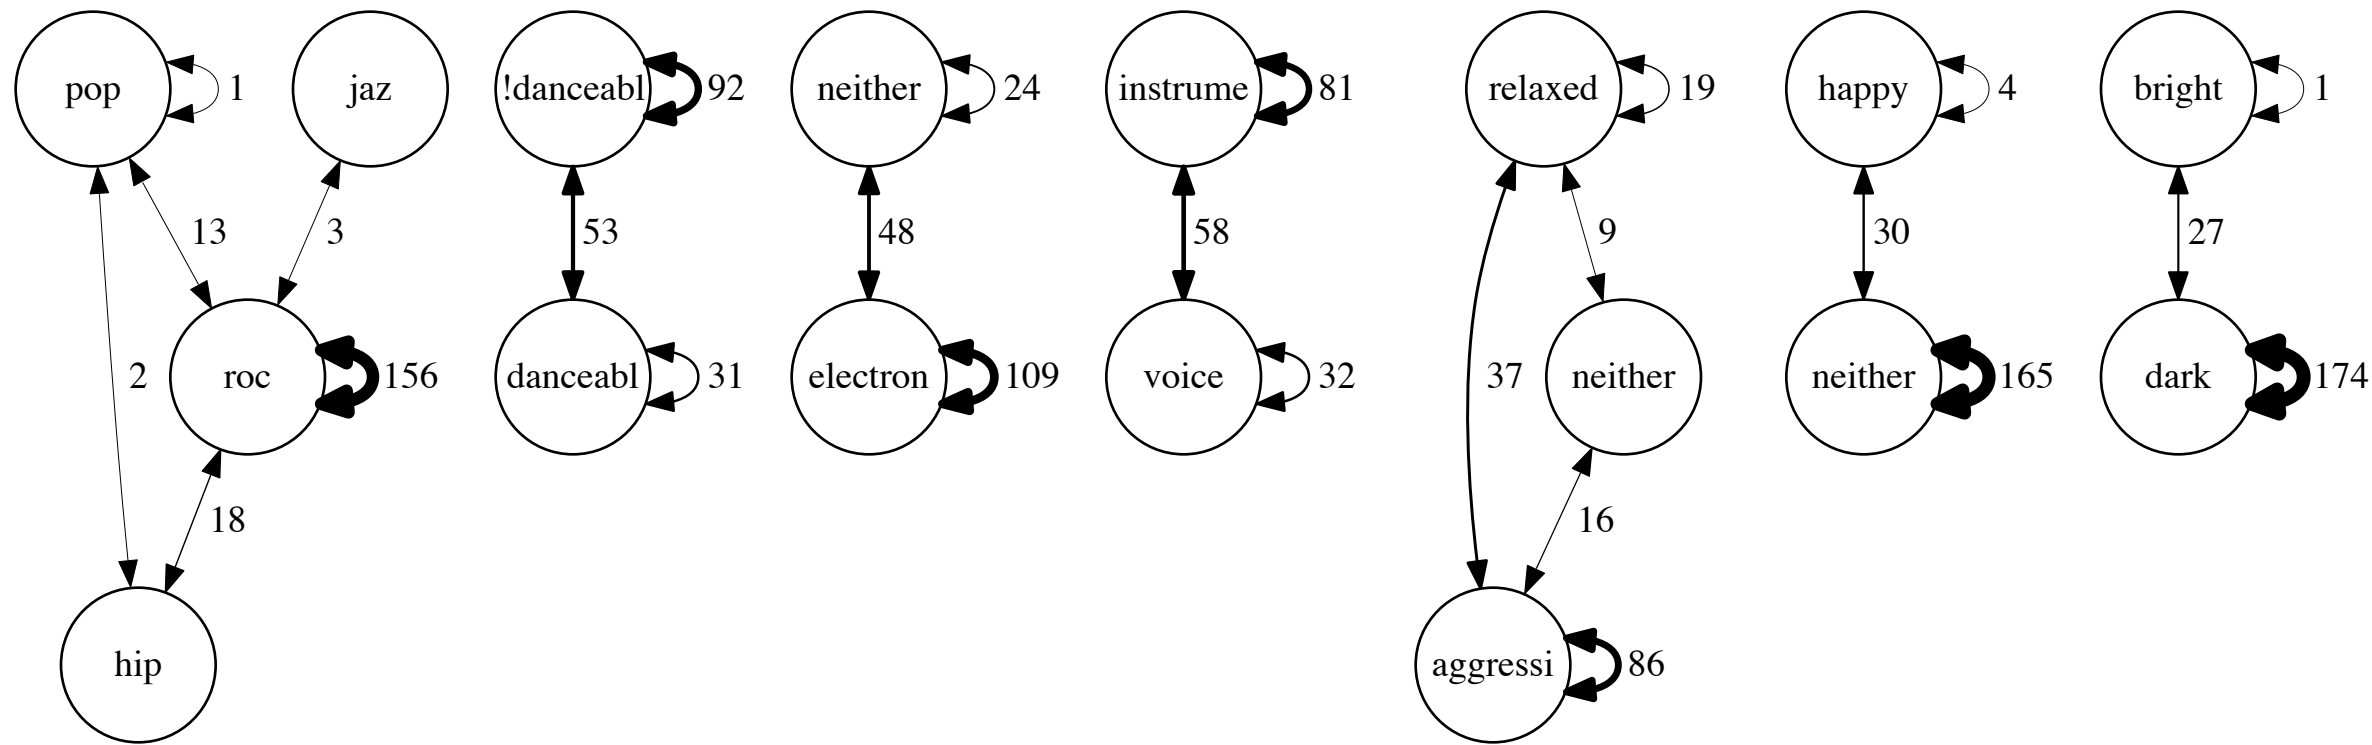 pop
1
jaz
!danceabl
92
neither
24
instrume
81
relaxed
19
happy
4
bright
1
13
3
53
48
58
9
30
27
2
roc
156
danceabl
31
electron
109
voice
32
37
neither
neither
165
dark
174
18
16
hip
aggressi
86